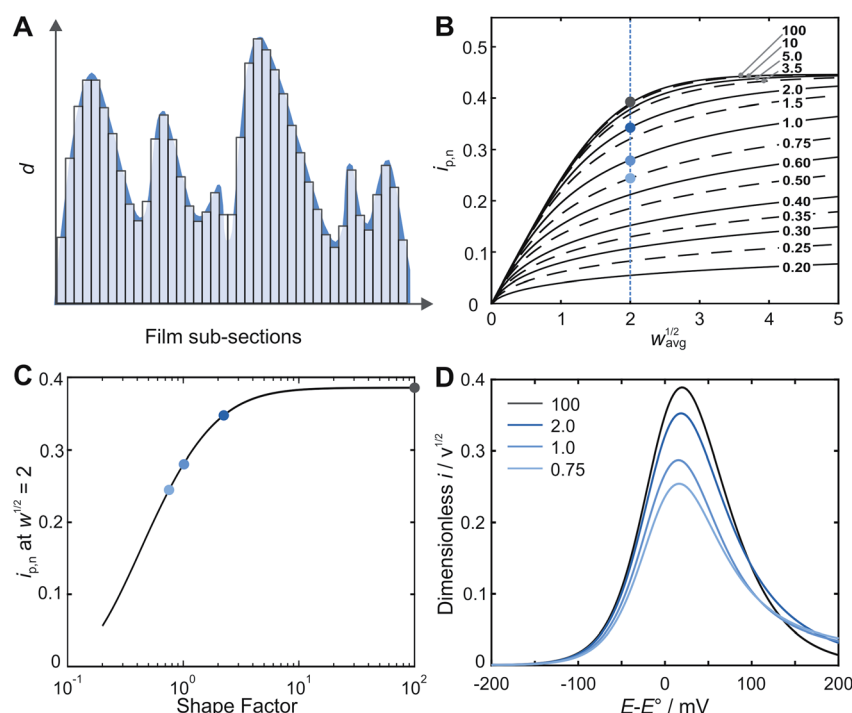 A
d
Film sub-sections
B
0.5
0.4
0.3
0.2
0.1
0
i_p,n
100
10
5.0
3.5
2.0
1.5
1.0
0.75
0.60
0.50
0.40
0.35
0.30
0.25
0.20
0 1 2 3 4 5
w_avg^1/2
C
0.4
0.3
0.2
0.1
0
i_p,n at w^1/2 = 2
10^-1 10^0 10^1 10^2
Shape Factor
D
0.4
0.3
0.2
0.1
0
Dimensionless i / v^1/2
100
2.0
1.0
0.75
-200 -100 0 100 200
E-E° / mV